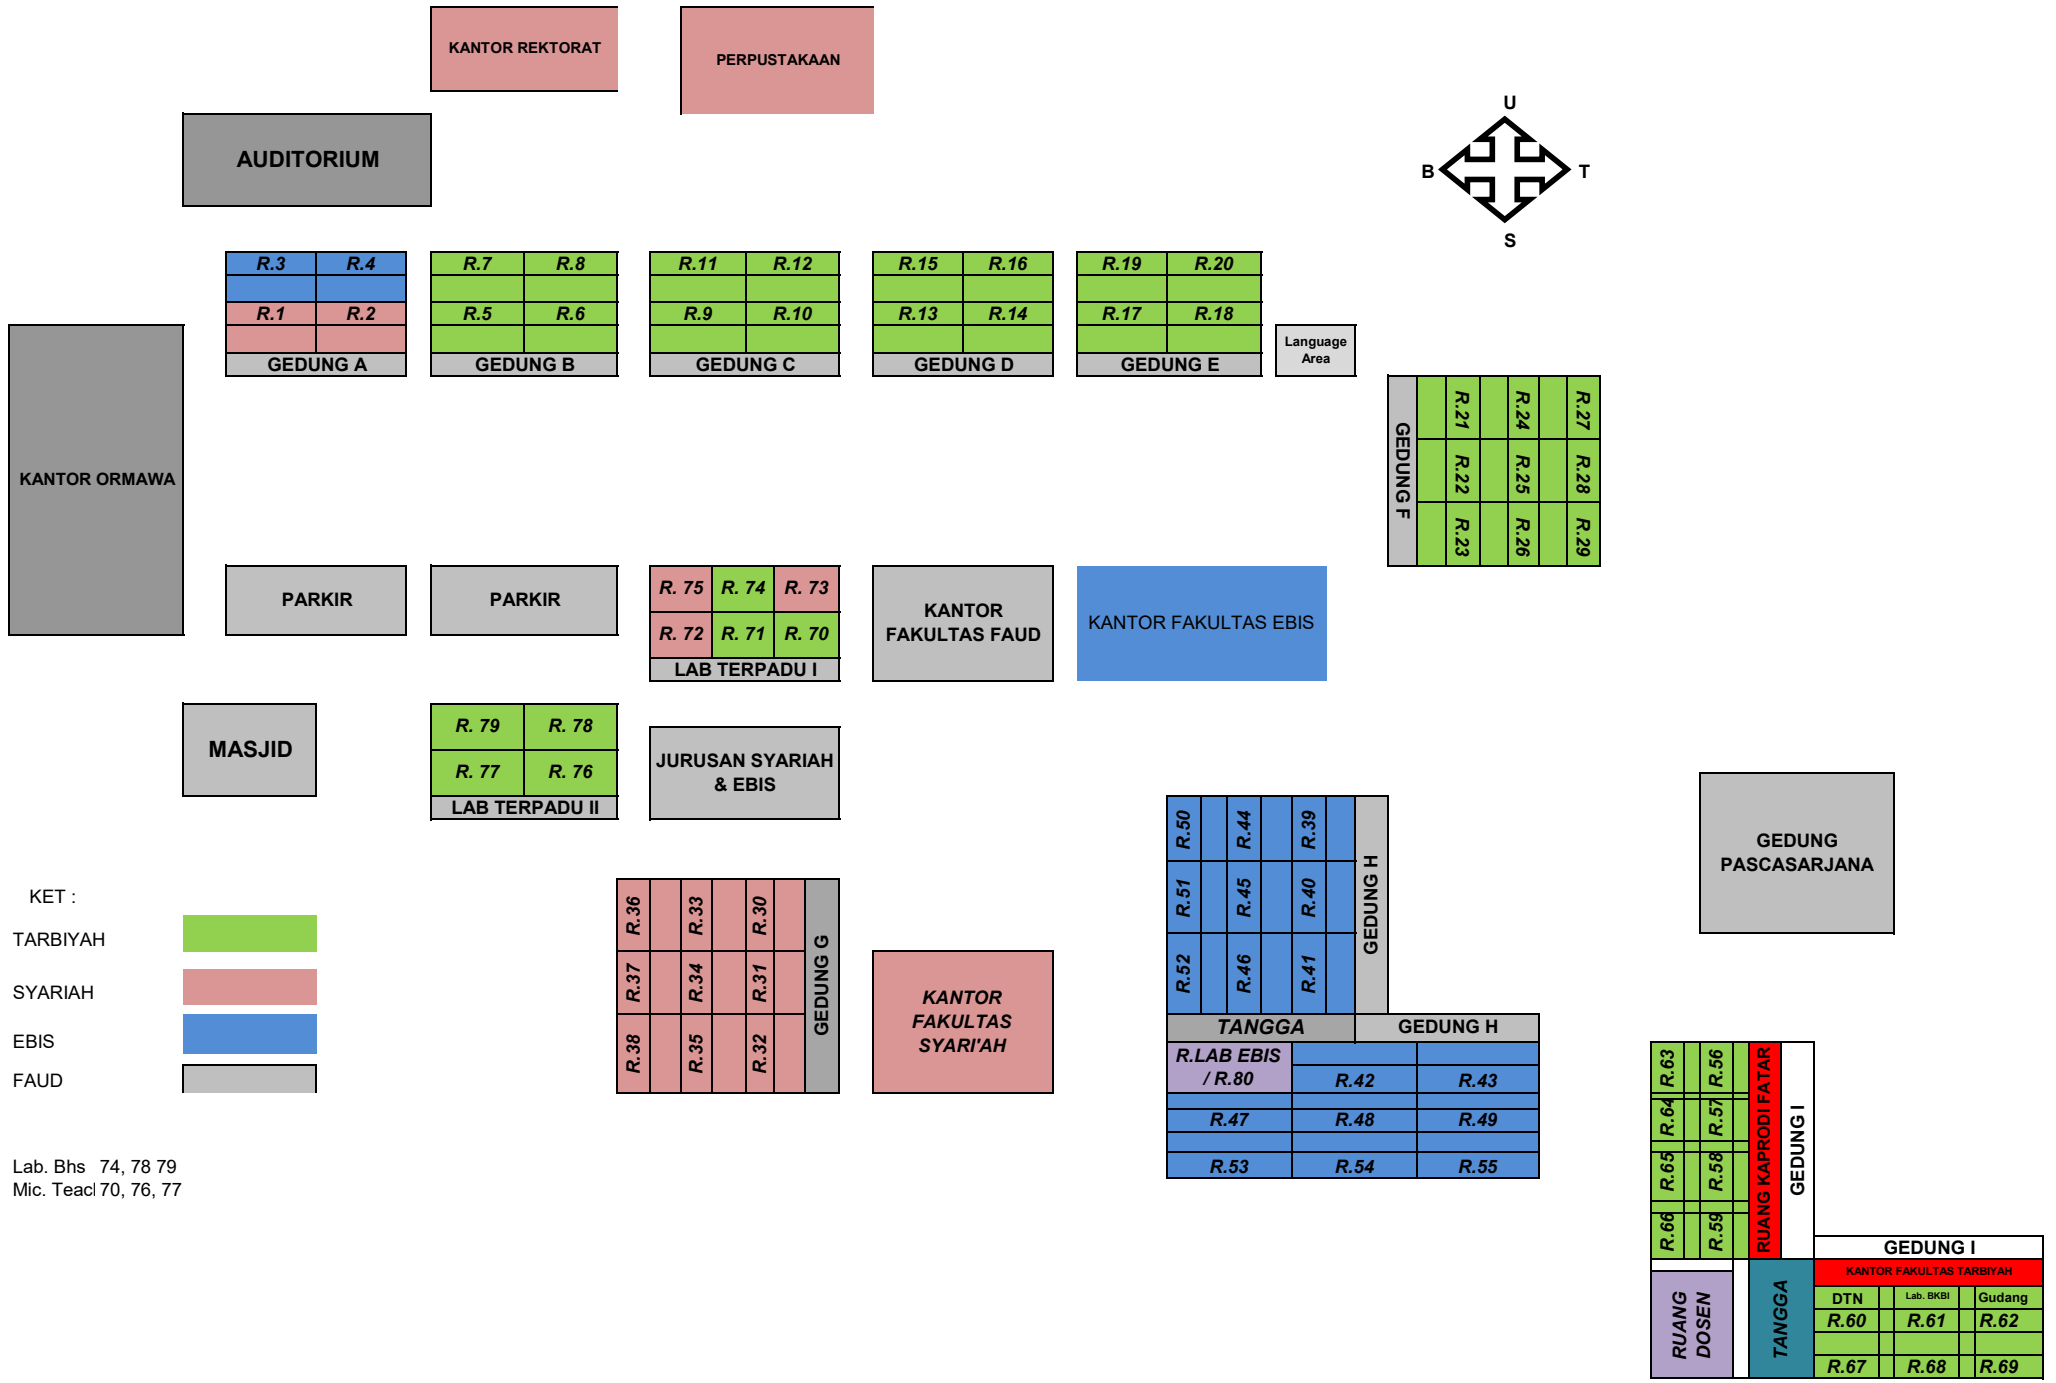 KANTOR REKTORAT
PERPUSTAKAAN
AUDITORIUM
U
B
T
S
R.3 R.4
R.1 R.2
GEDUNG A
R.7 R.8
R.5 R.6
GEDUNG B
R.11 R.12
R.9 R.10
GEDUNG C
R.15 R.16
R.13 R.14
GEDUNG D
R.19 R.20
R.17 R.18
GEDUNG E
Language
Area
KANTOR ORMAWA
GEDUNG F
R.21 R.24 R.27
R.22 R.25 R.28
R.23 R.26 R.29
PARKIR
PARKIR
R. 75 R. 74 R. 73
R. 72 R. 71 R. 70
LAB TERPADU I
KANTOR
FAKULTAS FAUD
KANTOR FAKULTAS EBIS
MASJID
R. 79 R. 78
R. 77 R. 76
LAB TERPADU II
JURUSAN SYARIAH
& EBIS
R.50 R.44 R.39
R.51 R.45 R.40
R.52 R.46 R.41
GEDUNG H
TANGGA
GEDUNG H
R.LAB EBIS
/ R.80
R.42 R.43
R.47 R.48 R.49
R.53 R.54 R.55
GEDUNG
PASCASARJANA
KET :
TARBIYAH
SYARIAH
EBIS
FAUD
R.36 R.33 R.30
R.37 R.34 R.31
R.38 R.35 R.32
GEDUNG G
KANTOR
FAKULTAS
SYARI'AH
Lab. Bhs 74, 78 79
Mic. Teacl 70, 76, 77
R.63 R.56
R.64 R.57
R.65 R.58
R.66 R.59
RUANG KAPRODI FATAR
GEDUNG I
GEDUNG I
KANTOR FAKULTAS TARBIYAH
RUANG
DOSEN
TANGGA
DTN Lab. BKBI Gudang
R.60 R.61 R.62
R.67 R.68 R.69